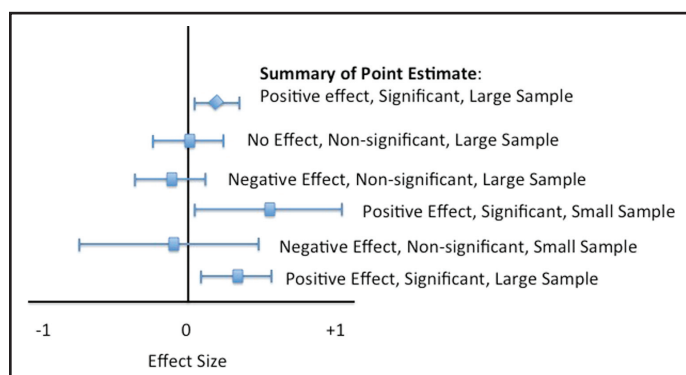 Summary of Point Estimate:
Positive effect, Significant, Large Sample
No Effect, Non-significant, Large Sample
Negative Effect, Non-significant, Large Sample
Positive Effect, Significant, Small Sample
Negative Effect, Non-significant, Small Sample
Positive Effect, Significant, Large Sample
-1 0 +1
Effect Size